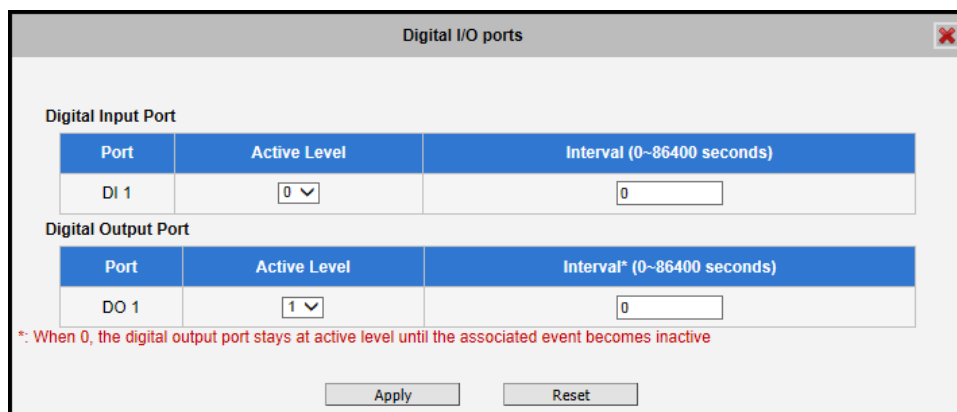 Digital I/O ports
Digital Input Port
Port Active Level Interval (0~86400 seconds)
DI 1 0 0
Digital Output Port
Port Active Level Interval* (0~86400 seconds)
DO 1 1 0
*: When 0, the digital output port stays at active level until the associated event becomes inactive
Apply Reset